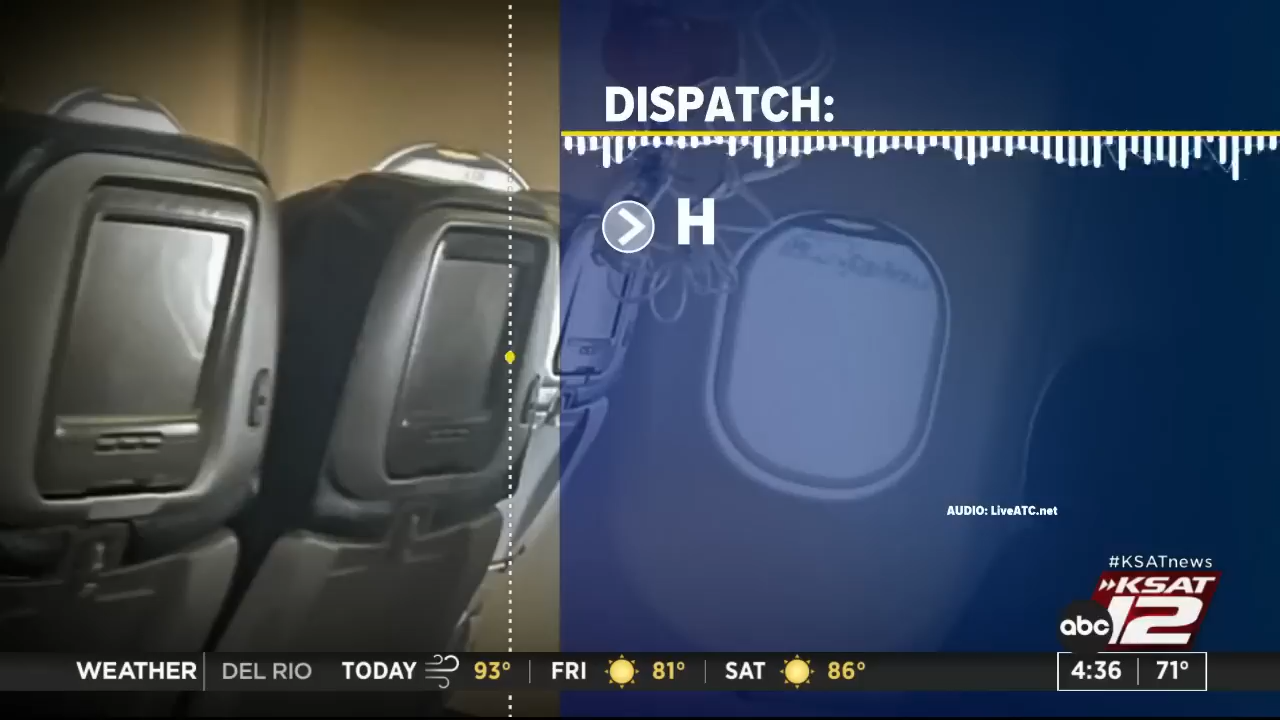 DISPATCH:
H
AUDIO: LiveATC.net
#KSATnews
KSAT
abc 12
WEATHER DEL RIO TODAY 93° FRI 81° SAT 86° 4:36 71°